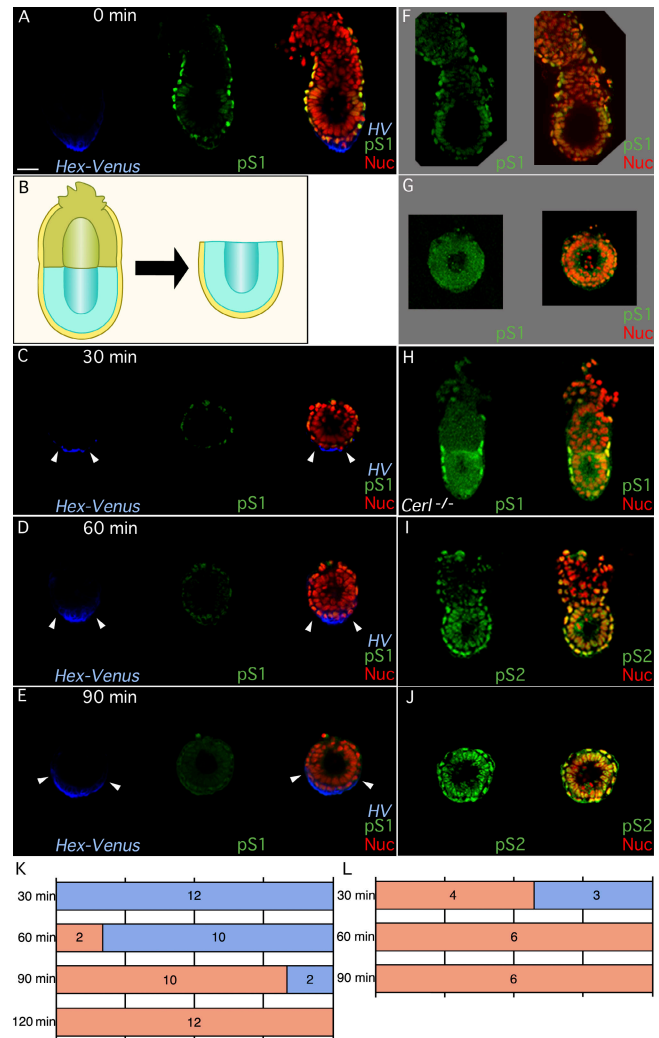 A
0 min
Hex-Venus
pS1
HV
pS1
Nuc
B
C
30 min
Hex-Venus
pS1
HV
pS1
Nuc
D
60 min
Hex-Venus
pS1
HV
pS1
Nuc
E
90 min
Hex-Venus
pS1
HV
pS1
Nuc
F
pS1
pS1
Nuc
G
pS1
pS1
Nuc
H
Cerl -/-
pS1
pS1
Nuc
I
pS2
pS2
Nuc
J
pS2
pS2
Nuc
K
30 min 12
60 min 2 10
90 min 10 2
120 min 12
L
30 min 4 3
60 min 6
90 min 6